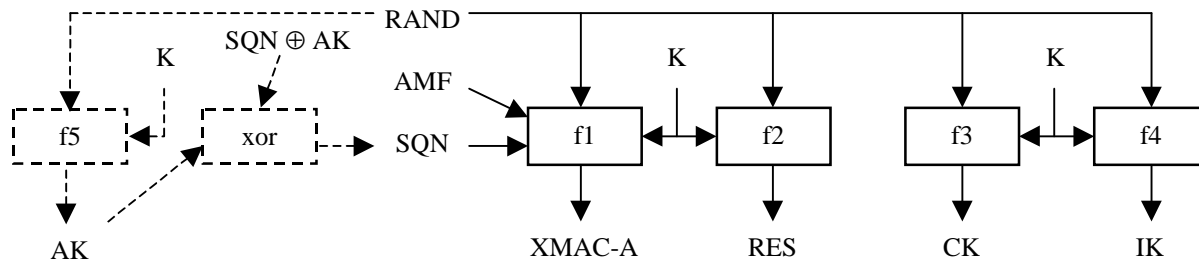 RAND
SQN ⊕ AK
K
K
K
AMF
f5
xor
SQN
f1
f2
f3
f4
AK
XMAC-A
RES
CK
IK